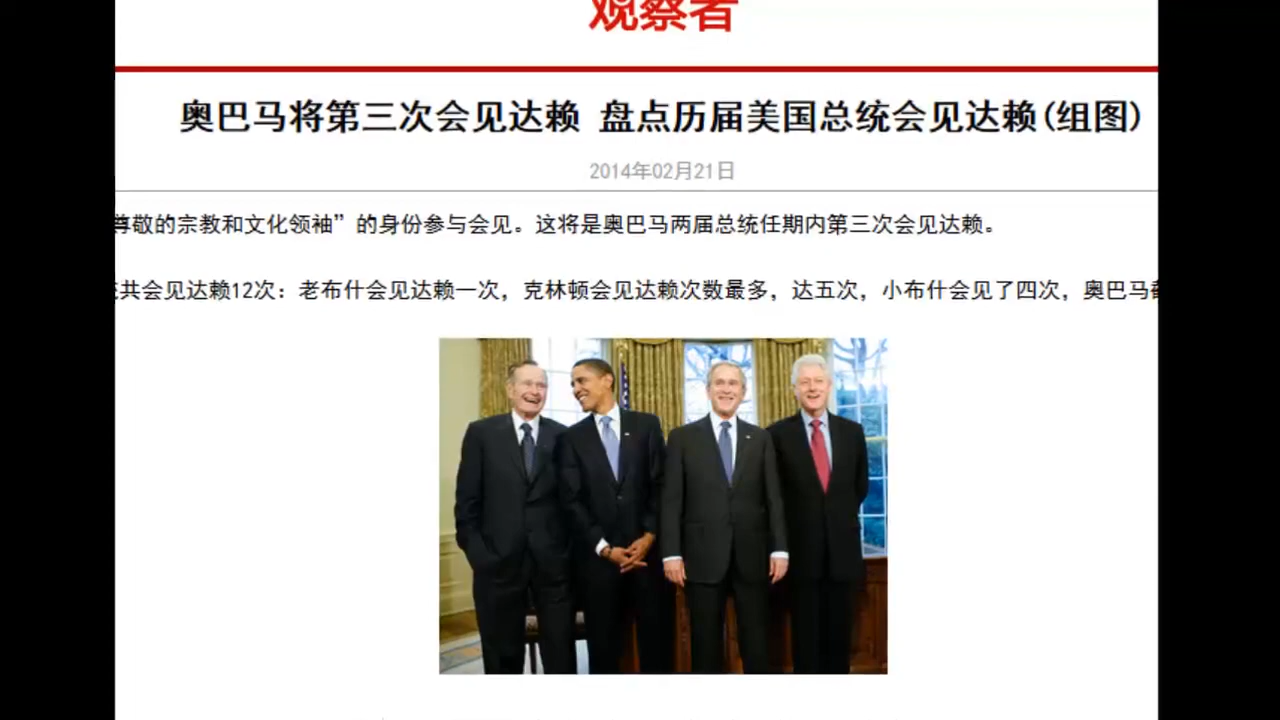 观察者
奥巴马将第三次会见达赖 盘点历届美国总统会见达赖(组图)
2014年02月21日
尊敬的宗教和文化领袖”的身份参与会见。这将是奥巴马两届总统任期内第三次会见达赖。
共会见达赖12次：老布什会见达赖一次，克林顿会见达赖次数最多，达五次，小布什会见了四次，奥巴马